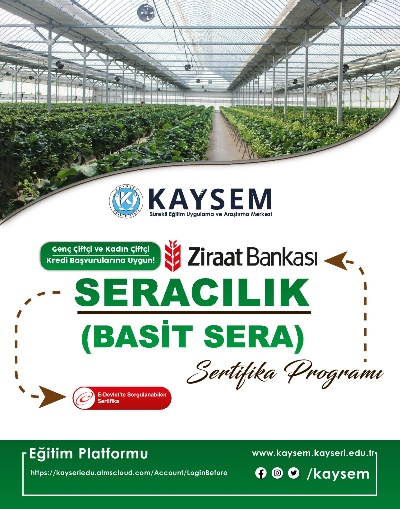 KAYSEM
Sürekli Eğitim Uygulama ve Araştırma Merkezi
Genç Çiftçi ve Kadın Çiftçi
Kredi Başvurularına Uygun!
Ziraat Bankası
SERACILIK
(BASİT SERA)
Sertifika Programı
E-Devlet'te Sorgulanabilen
Sertifika
Eğitim Platformu
www.kaysem.kayseri.edu.tr
https://kayseriedu.almscloud.com/Account/LoginBefore
/kaysem